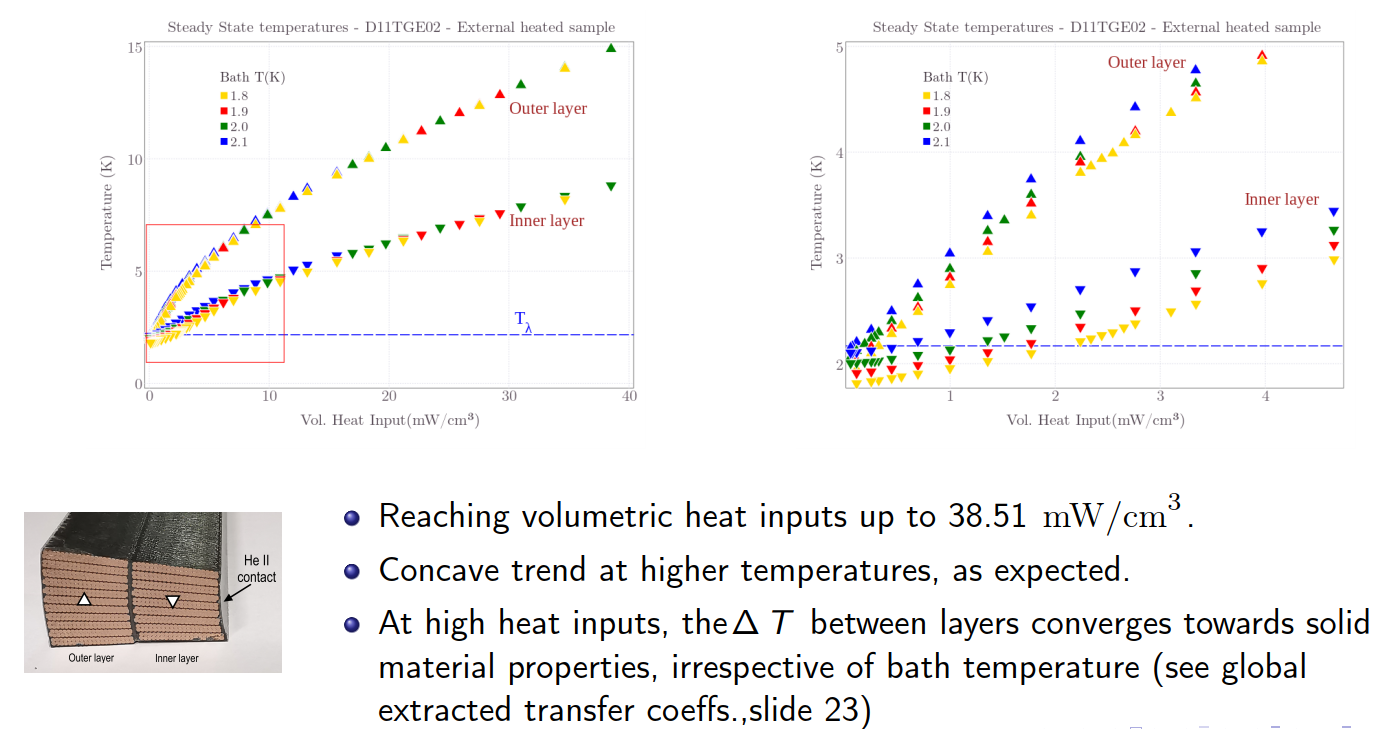 Steady State temperatures - D11TGE02 - External heated sample
15
10
5
0
Temperature (K)
Bath T(K)
1.8
1.9
2.0
2.1
Outer layer
Inner layer
Tλ
0 10 20 30 40
Vol. Heat Input(mW/cm³)
Steady State temperatures - D11TGE02 - External heated sample
5
4
3
2
Temperature (K)
Bath T(K)
1.8
1.9
2.0
2.1
Outer layer
Inner layer
1 2 3 4
Vol. Heat Input(mW/cm³)
He II
contact
Outer layer Inner layer
Reaching volumetric heat inputs up to 38.51 mW/cm³.
Concave trend at higher temperatures, as expected.
At high heat inputs, the Δ T between layers converges towards solid
material properties, irrespective of bath temperature (see global
extracted transfer coeffs.,slide 23)